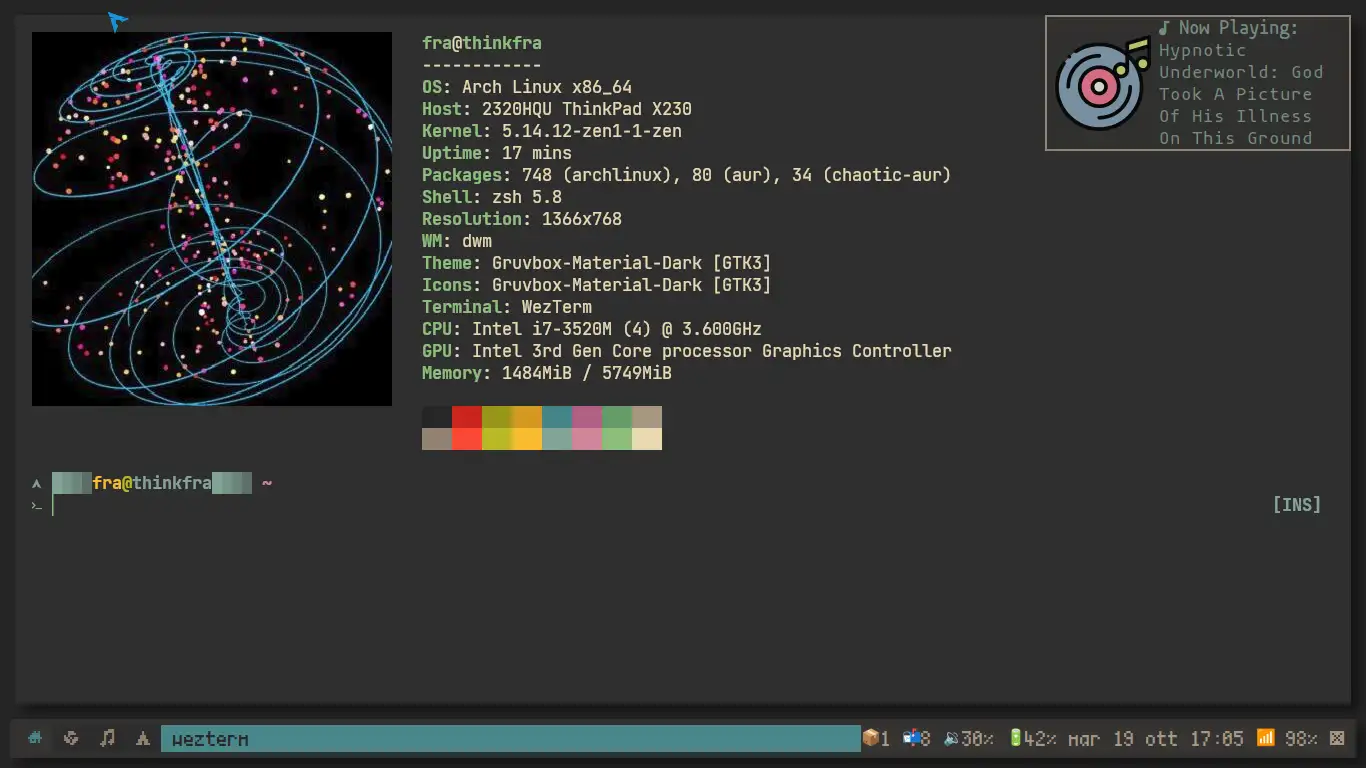 fra@thinkfra
------------
OS: Arch Linux x86_64
Host: 2320HQU ThinkPad X230
Kernel: 5.14.12-zen1-1-zen
Uptime: 17 mins
Packages: 748 (archlinux), 80 (aur), 34 (chaotic-aur)
Shell: zsh 5.8
Resolution: 1366x768
WM: dwm
Theme: Gruvbox-Material-Dark [GTK3]
Icons: Gruvbox-Material-Dark [GTK3]
Terminal: WezTerm
CPU: Intel i7-3520M (4) @ 3.600GHz
GPU: Intel 3rd Gen Core processor Graphics Controller
Memory: 1484MiB / 5749MiB
Now Playing:
Hypnotic
Underworld: God
Took A Picture
Of His Illness
On This Ground
fra@thinkfra ~
>_
[INS]
wezterm 1 8 30% 42% mar 19 ott 17:05 98%